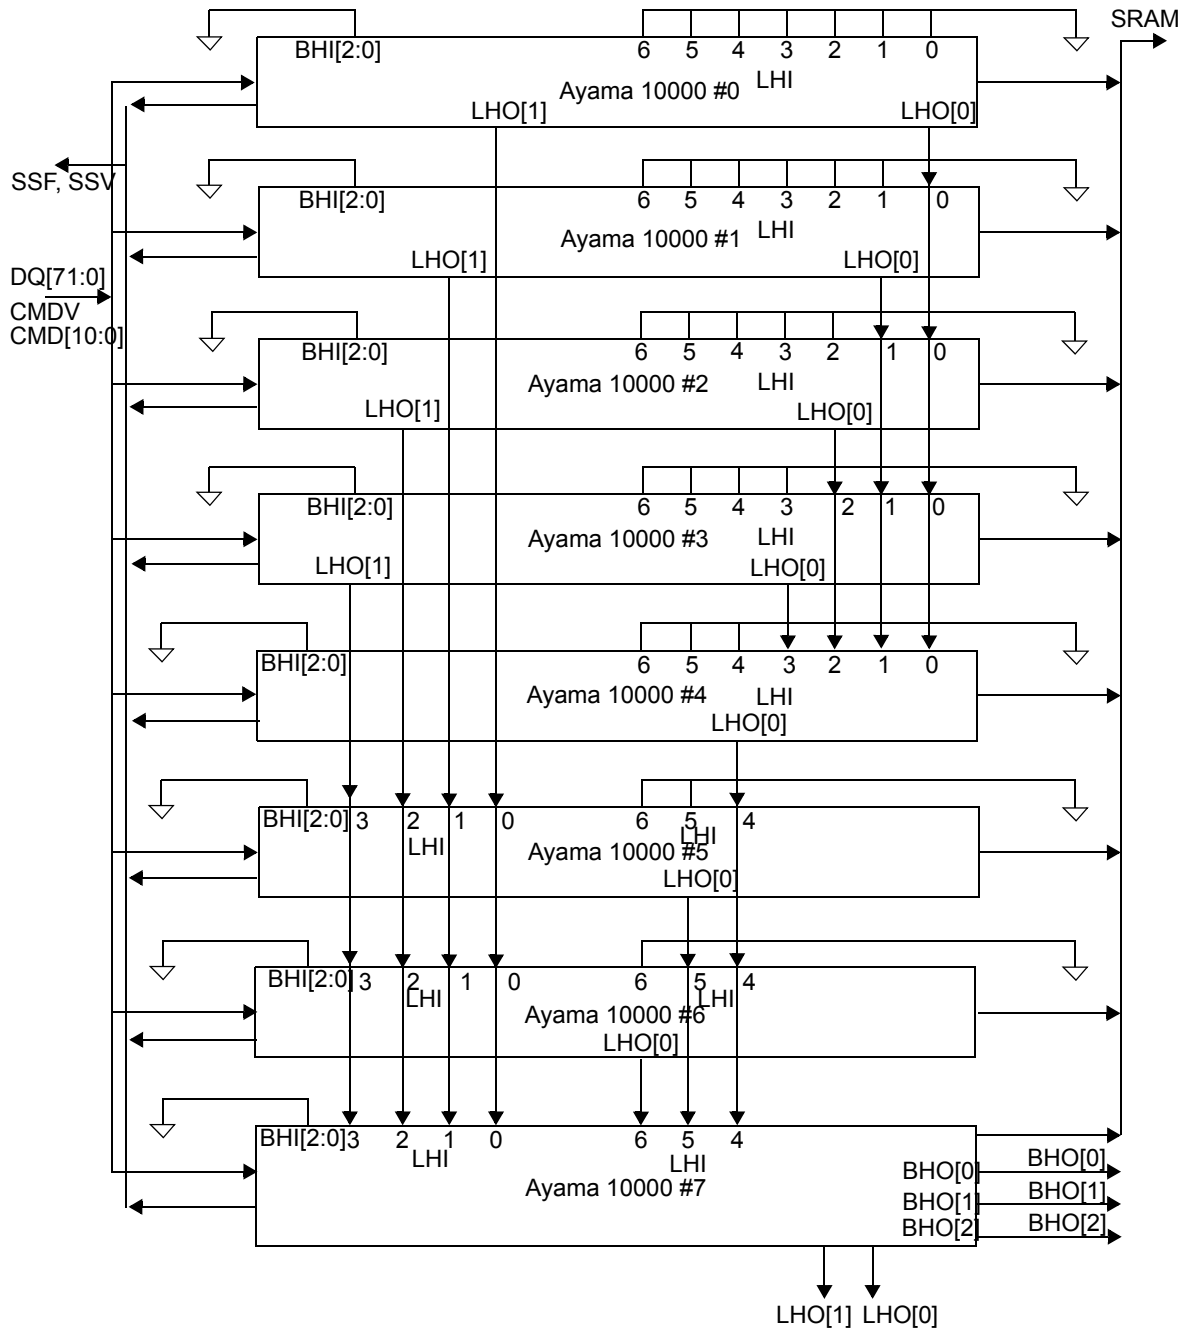 SRAM
BHI[2:0] 6 5 4 3 2 1 0
LHI
Ayama 10000 #0
LHO[1] LHO[0]
SSF, SSV
BHI[2:0] 6 5 4 3 2 1 0
LHI
Ayama 10000 #1
LHO[1] LHO[0]
DQ[71:0]
CMDV
CMD[10:0]
BHI[2:0] 6 5 4 3 2 1 0
LHI
Ayama 10000 #2
LHO[1] LHO[0]
BHI[2:0] 6 5 4 3 2 1 0
LHI
Ayama 10000 #3
LHO[1] LHO[0]
BHI[2:0] 6 5 4 3 2 1 0
LHI
Ayama 10000 #4
LHO[0]
BHI[2:0] 3 2 1 0 6 5 4
LHI LHI
Ayama 10000 #5
LHO[0]
BHI[2:0] 3 2 1 0 6 5 4
LHI LHI
Ayama 10000 #6
LHO[0]
BHI[2:0] 3 2 1 0 6 5 4
LHI LHI
Ayama 10000 #7
BHO[0] BHO[0]
BHO[1] BHO[1]
BHO[2] BHO[2]
LHO[1] LHO[0]